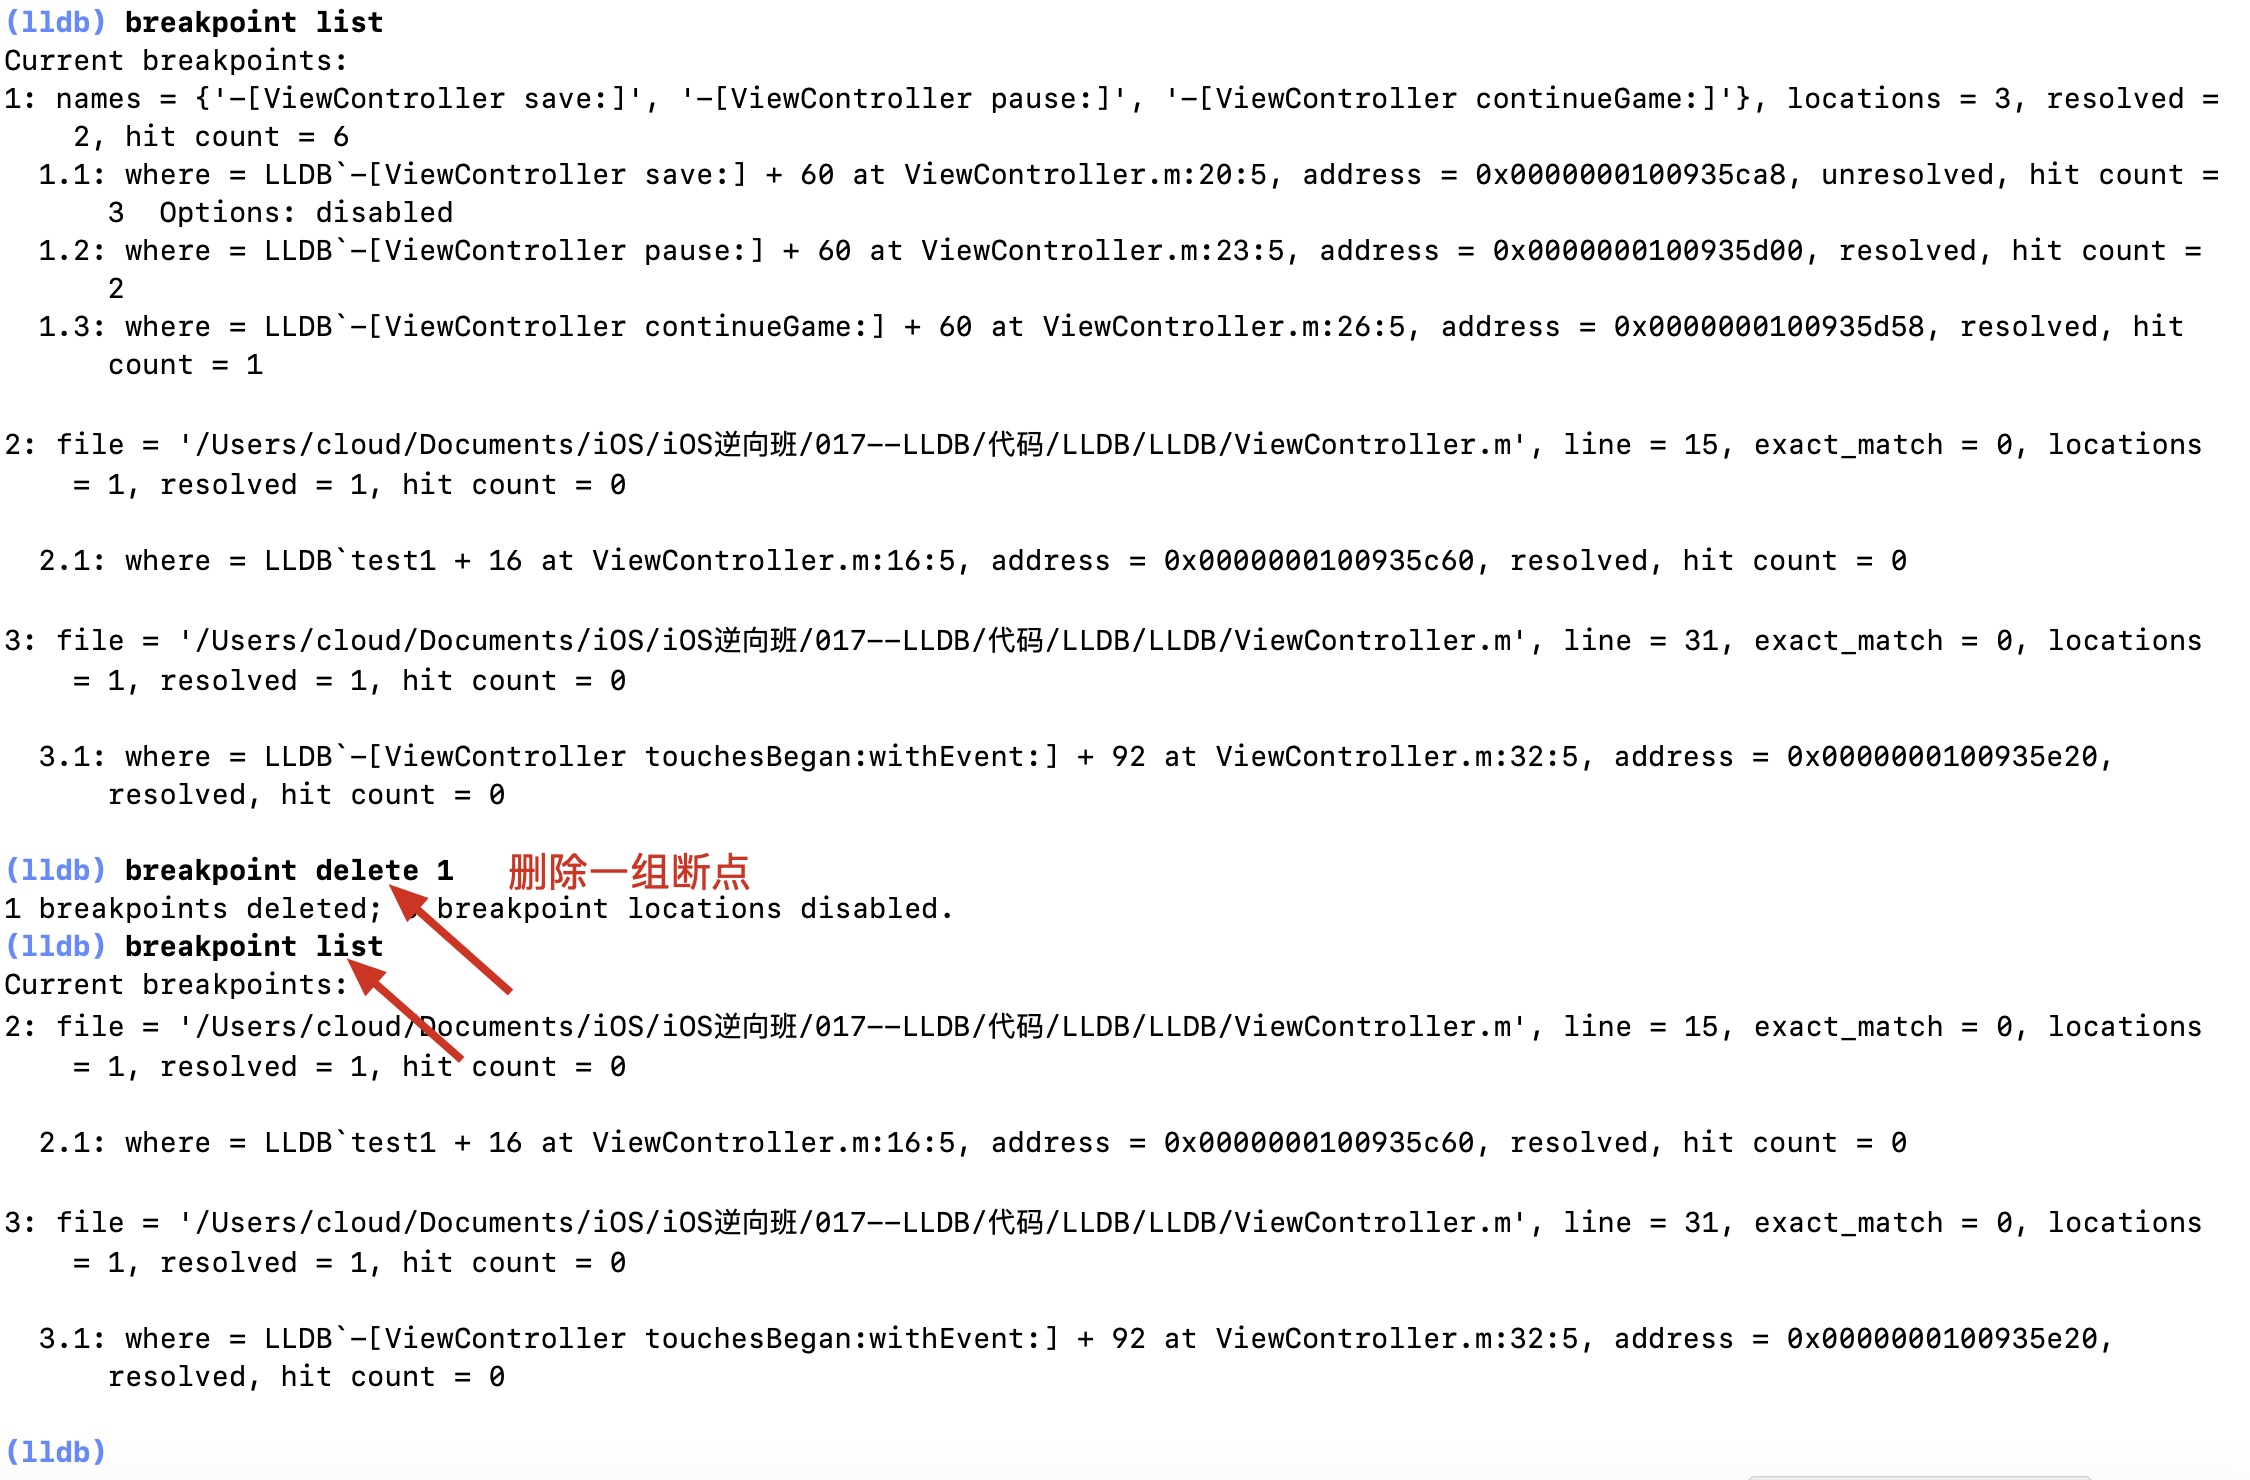 (lldb) breakpoint list
Current breakpoints:
1: names = {'-[ViewController save:]', '-[ViewController pause:]', '-[ViewController continueGame:]'}, locations = 3, resolved =
2, hit count = 6
1.1: where = LLDB`-[ViewController save:] + 60 at ViewController.m:20:5, address = 0x0000000100935ca8, unresolved, hit count =
3  Options: disabled
1.2: where = LLDB`-[ViewController pause:] + 60 at ViewController.m:23:5, address = 0x0000000100935d00, resolved, hit count =
2
1.3: where = LLDB`-[ViewController continueGame:] + 60 at ViewController.m:26:5, address = 0x0000000100935d58, resolved, hit
count = 1
2: file = '/Users/cloud/Documents/iOS/iOS逆向班/017--LLDB/代码/LLDB/LLDB/ViewController.m', line = 15, exact_match = 0, locations
= 1, resolved = 1, hit count = 0
2.1: where = LLDB`test1 + 16 at ViewController.m:16:5, address = 0x0000000100935c60, resolved, hit count = 0
3: file = '/Users/cloud/Documents/iOS/iOS逆向班/017--LLDB/代码/LLDB/LLDB/ViewController.m', line = 31, exact_match = 0, locations
= 1, resolved = 1, hit count = 0
3.1: where = LLDB`-[ViewController touchesBegan:withEvent:] + 92 at ViewController.m:32:5, address = 0x0000000100935e20,
resolved, hit count = 0
(lldb) breakpoint delete 1 删除一组断点
1 breakpoints deleted; breakpoint locations disabled.
(lldb) breakpoint list
Current breakpoints:
2: file = '/Users/cloud/Documents/iOS/iOS逆向班/017--LLDB/代码/LLDB/LLDB/ViewController.m', line = 15, exact_match = 0, locations
= 1, resolved = 1, hit count = 0
2.1: where = LLDB`test1 + 16 at ViewController.m:16:5, address = 0x0000000100935c60, resolved, hit count = 0
3: file = '/Users/cloud/Documents/iOS/iOS逆向班/017--LLDB/代码/LLDB/LLDB/ViewController.m', line = 31, exact_match = 0, locations
= 1, resolved = 1, hit count = 0
3.1: where = LLDB`-[ViewController touchesBegan:withEvent:] + 92 at ViewController.m:32:5, address = 0x0000000100935e20,
resolved, hit count = 0
(lldb)